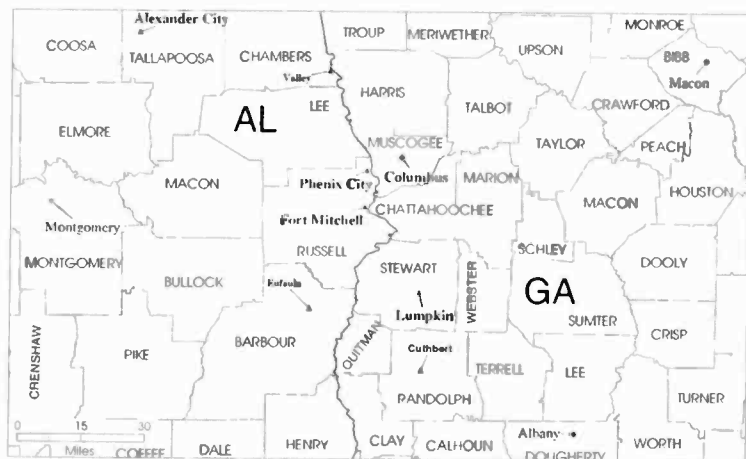 Alexander City
COOSA
TALLAPOOSA
CHAMBERS
TROUP
MERIWETHER
UPSON
MONROE
BIBB
Macon
Valley
LEE
HARRIS
TALBOT
CRAWFORD
ELMORE
AL
MUSCOGEE
TAYLOR
PEACH
MACON
Phenix City
Columbus
MARION
HOUSTON
MACON
Montgomery
Fort Mitchell
CHATTAHOOCHEE
MONTGOMERY
RUSSELL
SCHLEY
DOOLY
BULLOCK
Eufaula
STEWART
WEBSTER
GA
Lumpkin
SUMTER
CRISP
CRENSHAW
PIKE
BARBOUR
QUITMAN
Cuthbert
TERRELL
LEE
RANDOLPH
TURNER
0 15 30
Miles
COFFEE
DALE
HENRY
CLAY
CALHOUN
Albany
DOUGHERTY
WORTH